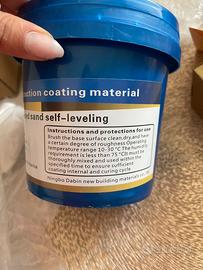 ction coating material
ed sand self-leveling
Instructions and protections for use
Brush the base surface clean,dry,and have
a certain degree of roughness Operating
temperature range 10-30 ℃ The humidity
requirement is less than 75 ℃It must be
thoroughly mixed and used within the
specified time to ensure sufficient
coating internal and curing cycle.
Ningbo Dabin new building materials co.,